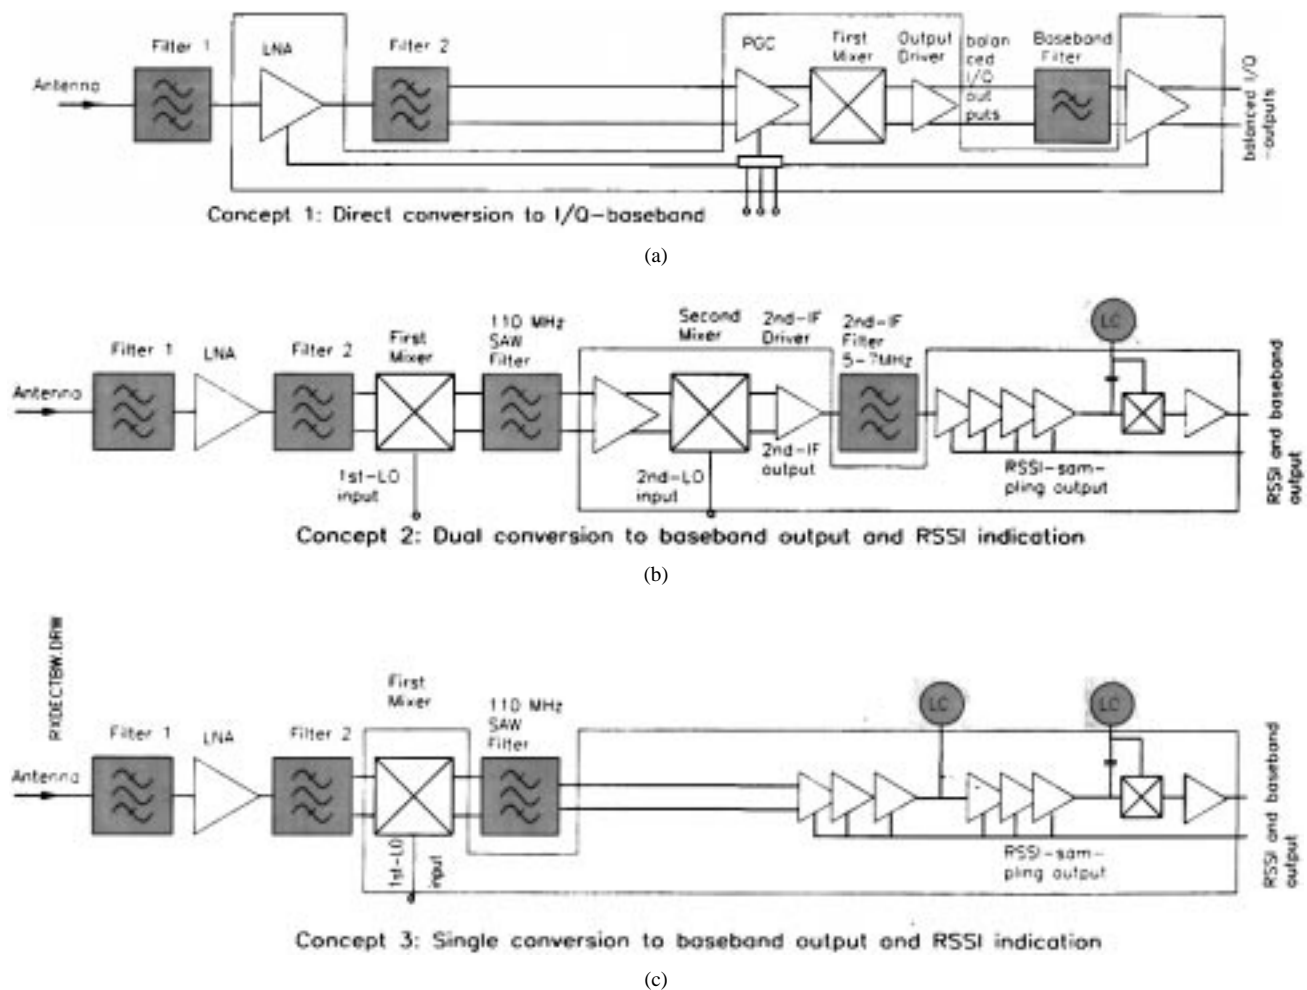 Filter 1
LNA
Filter 2
PGC
First
Mixer
Output
Driver
balan
ced
I/Q
out
puts
Baseband
Filter
Antenna
balanced I/Q
-outputs
Concept 1: Direct conversion to I/Q-baseband
(a)
Filter 1
LNA
Filter 2
First
Mixer
110 MHz
SAW
Filter
Second
Mixer
2nd-IF
Driver
2nd-IF
Filter
5-7MHz
LC
Antenna
1st-LO
input
2nd-LO
input
2nd-IF
output
RSSI-sam-
pling output
RSSI and baseband
output
Concept 2: Dual conversion to baseband output and RSSI indication
(b)
RXDECTBW.DRW
Filter 1
LNA
Filter 2
First
Mixer
110 MHz
SAW
Filter
LC
LC
Antenna
1st-LO
input
RSSI-sam-
pling output
RSSI and baseband
output
Concept 3: Single conversion to baseband output and RSSI indication
(c)